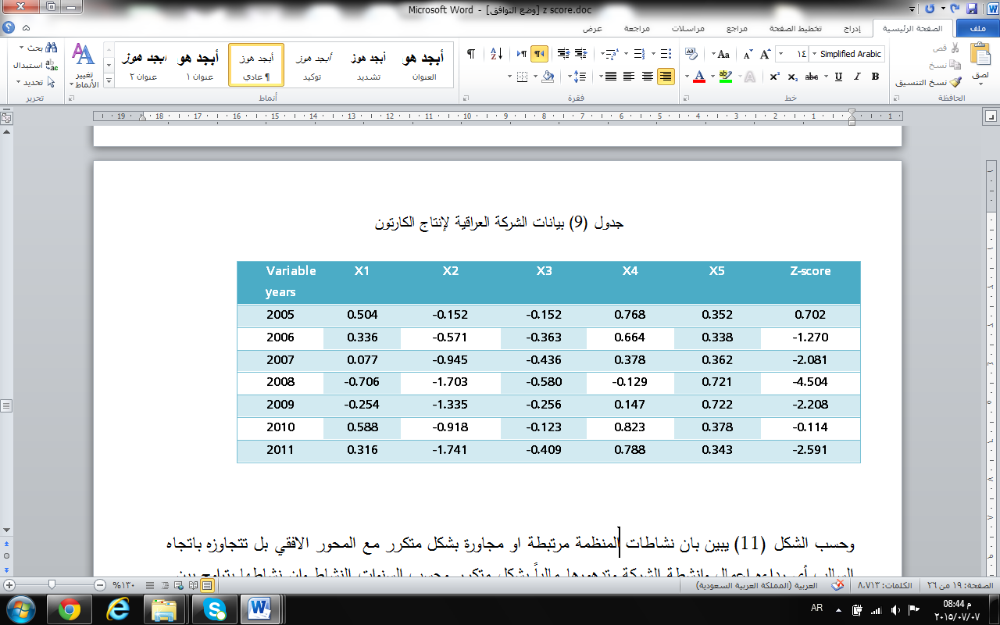 z score.doc [وضع التوافق] - Microsoft Word
ملف الصفحة الرئيسية إدراج تخطيط الصفحة مراجع مراسلات مراجعة عرض
لصق
قص
نسخ
نسخ التنسيق
الحافظة
Simplified Arabic ١٤
خط
فقرة
أبجد هوز العنوان
أبجد هوز تشديد
أبجد هوز توكيد
أبجد هوز ¶ عادي
أبجد هو عنوان ١
أبجد هوز عنوان ٢
تغيير الأنماط
أنماط
بحث
استبدال
تحديد
تحرير
1 1 2 3 4 5 6 7 8 9 10 11 12 13 14 15 16 17 18 19
جدول (9) بيانات الشركة العراقية لإنتاج الكارتون
Variable years X1 X2 X3 X4 X5 Z-score
2005 0.504 -0.152 -0.152 0.768 0.352 0.702
2006 0.336 -0.571 -0.363 0.664 0.338 -1.270
2007 0.077 -0.945 -0.436 0.378 0.362 -2.081
2008 -0.706 -1.703 -0.580 -0.129 0.721 -4.504
2009 -0.254 -1.335 -0.256 0.147 0.722 -2.208
2010 0.588 -0.918 -0.123 0.823 0.378 -0.114
2011 0.316 -1.741 -0.409 0.788 0.343 -2.591
وحسب الشكل (11) يبين بان نشاطات المنظمة مرتبطة او مجاورة بشكل متكرر مع المحور الافقي بل تتجاوزه باتجاه
الصفحة: ١٩ من ٢٦ الكلمات: ٨،٧١٣ العربية (المملكة العربية السعودية) ١٣٠%
AR
08:44 م
٢٠١٥/٠٧/٠٧